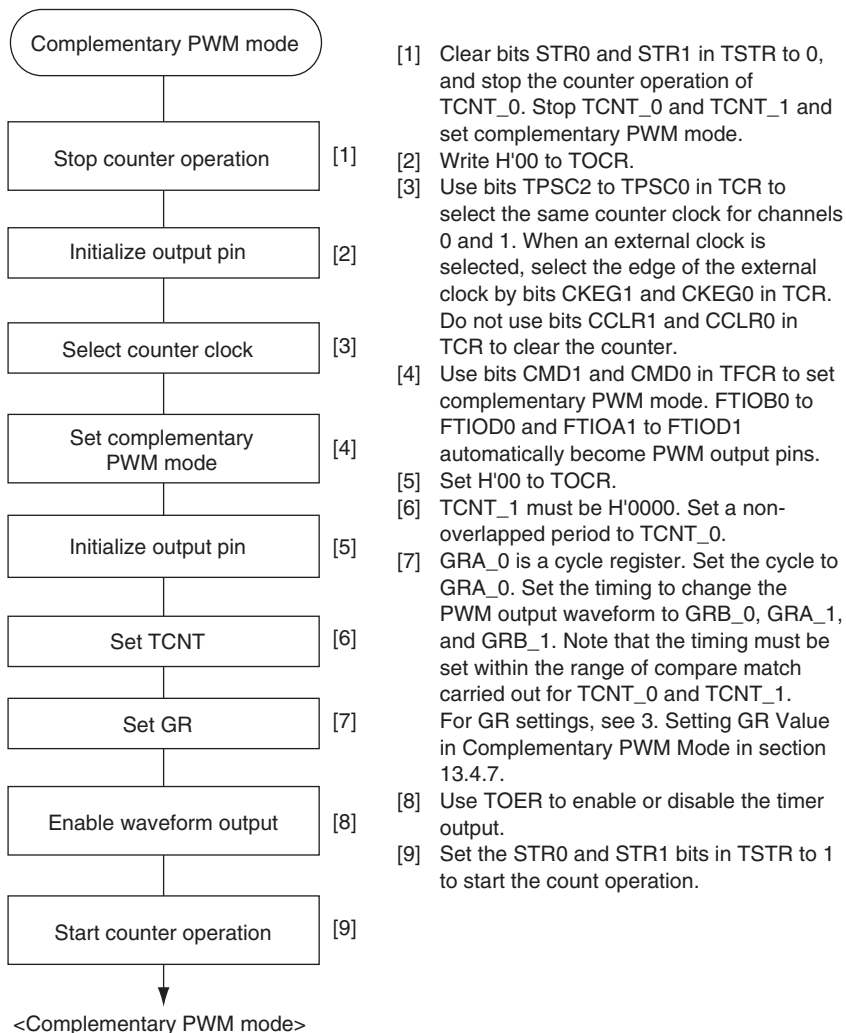 Complementary PWM mode
Stop counter operation
[1]
Initialize output pin
[2]
Select counter clock
[3]
Set complementary
PWM mode
[4]
Initialize output pin
[5]
Set TCNT
[6]
Set GR
[7]
Enable waveform output
[8]
Start counter operation
[9]
<Complementary PWM mode>
[1] Clear bits STR0 and STR1 in TSTR to 0,
and stop the counter operation of
TCNT_0. Stop TCNT_0 and TCNT_1 and
set complementary PWM mode.
[2] Write H'00 to TOCR.
[3] Use bits TPSC2 to TPSC0 in TCR to
select the same counter clock for channels
0 and 1. When an external clock is
selected, select the edge of the external
clock by bits CKEG1 and CKEG0 in TCR.
Do not use bits CCLR1 and CCLR0 in
TCR to clear the counter.
[4] Use bits CMD1 and CMD0 in TFCR to set
complementary PWM mode. FTIOB0 to
FTIOD0 and FTIOA1 to FTIOD1
automatically become PWM output pins.
[5] Set H'00 to TOCR.
[6] TCNT_1 must be H'0000. Set a non-
overlapped period to TCNT_0.
[7] GRA_0 is a cycle register. Set the cycle to
GRA_0. Set the timing to change the
PWM output waveform to GRB_0, GRA_1,
and GRB_1. Note that the timing must be
set within the range of compare match
carried out for TCNT_0 and TCNT_1.
For GR settings, see 3. Setting GR Value
in Complementary PWM Mode in section
13.4.7.
[8] Use TOER to enable or disable the timer
output.
[9] Set the STR0 and STR1 bits in TSTR to 1
to start the count operation.